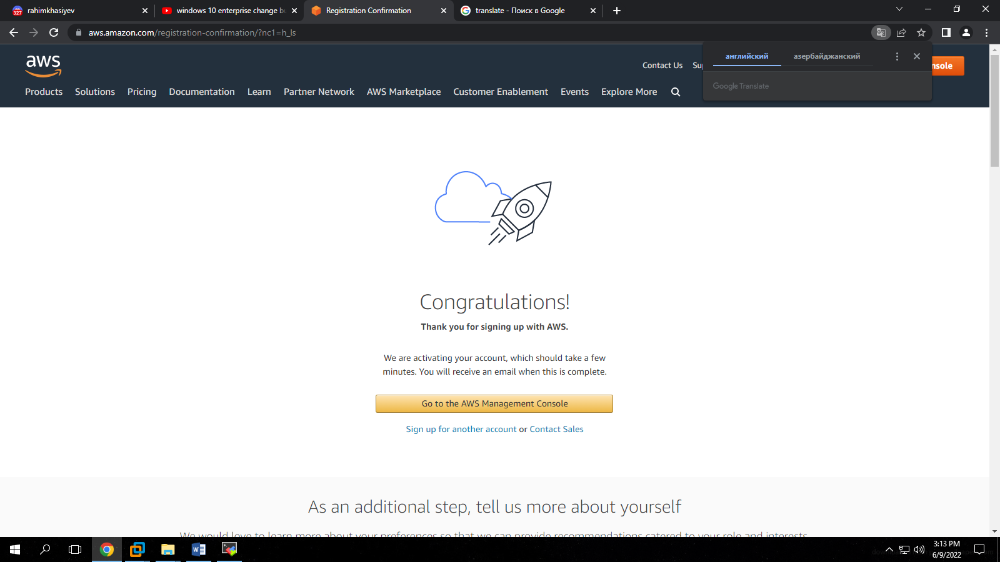 327
rahimkhasiyev
windows 10 enterprise change bu
Registration Confirmation
translate - Поиск в Google
aws.amazon.com/registration-confirmation/?nc1=h_ls
aws
Contact Us
Sup
nsole
английский
азербайджанский
Google Translate
Products
Solutions
Pricing
Documentation
Learn
Partner Network
AWS Marketplace
Customer Enablement
Events
Explore More
Congratulations!
Thank you for signing up with AWS.
We are activating your account, which should take a few
minutes. You will receive an email when this is complete.
Go to the AWS Management Console
Sign up for another account or Contact Sales
As an additional step, tell us more about yourself
We would love to learn more about your preferences so that we can provide recommendations catered to your role and interests
3:13 PM
6/9/2022